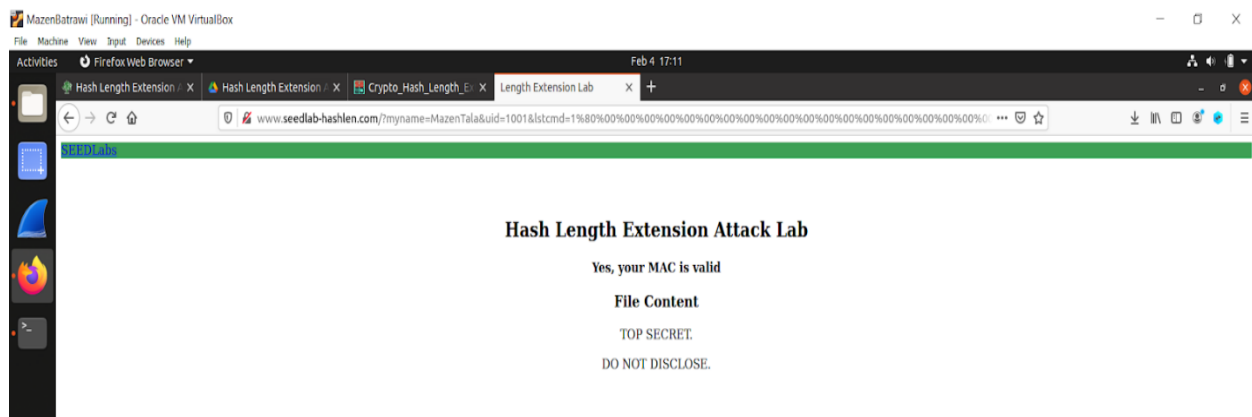 MazenBatrawi [Running] - Oracle VM VirtualBox
File Machine View Input Devices Help
Activities Firefox Web Browser Feb 4 17:11
Hash Length Extension Hash Length Extension Crypto_Hash_Length_Ex Length Extension Lab
www.seedlab-hashlen.com/?myname=MazenTala&uid=1001&lstcmd=1%80%00%00%00%00%00%00%00%00%00%00%00%00%00%00%00%00%00%00%00%00%00%00
SEEDLabs
Hash Length Extension Attack Lab
Yes, your MAC is valid
File Content
TOP SECRET.
DO NOT DISCLOSE.